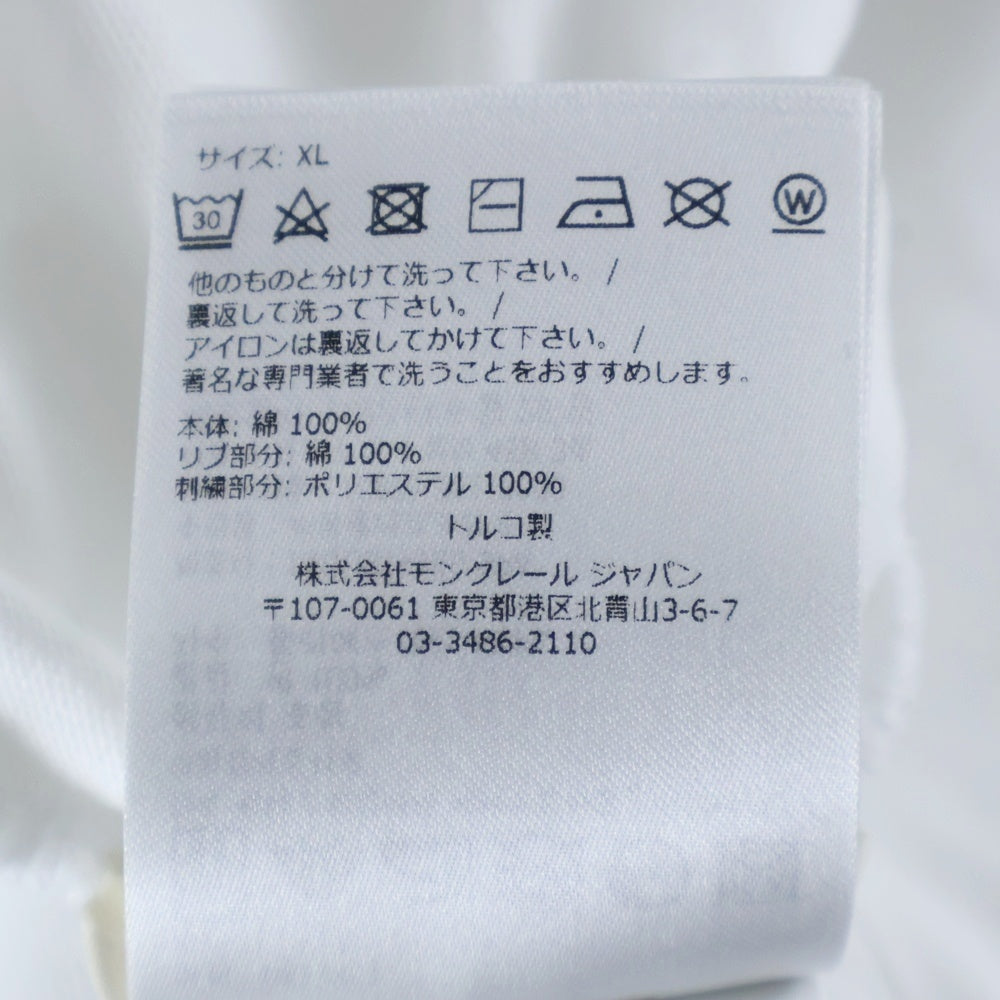 サイズ: XL
30
W
他のものと分けて洗って下さい。 /
裏返して洗って下さい。 /
アイロンは裏返してかけて下さい。 /
著名な専門業者で洗うことをおすすめします。
本体: 綿 100%
リブ部分: 綿 100%
刺繍部分: ポリエステル 100%
トルコ製
株式会社モンクレール ジャパン
〒107-0061 東京都港区北青山3-6-7
03-3486-2110